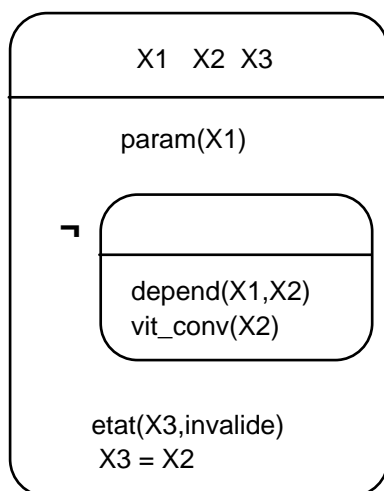 X1 X2 X3
param(X1)
¬
depend(X1,X2)
vit_conv(X2)
etat(X3,invalide)
X3 = X2